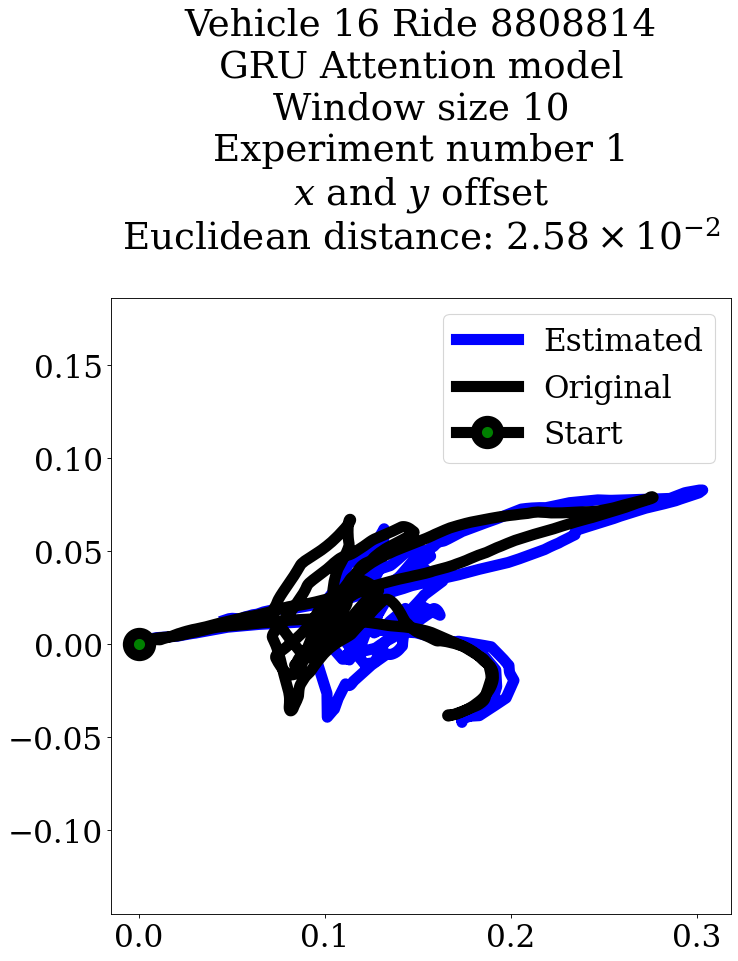 Vehicle 16 Ride 8808814
GRU Attention model
Window size 10
Experiment number 1
x and y offset
Euclidean distance: 2.58 × 10⁻²
Estimated
Original
Start
0.15
0.10
0.05
0.00
−0.05
−0.10
0.0 0.1 0.2 0.3